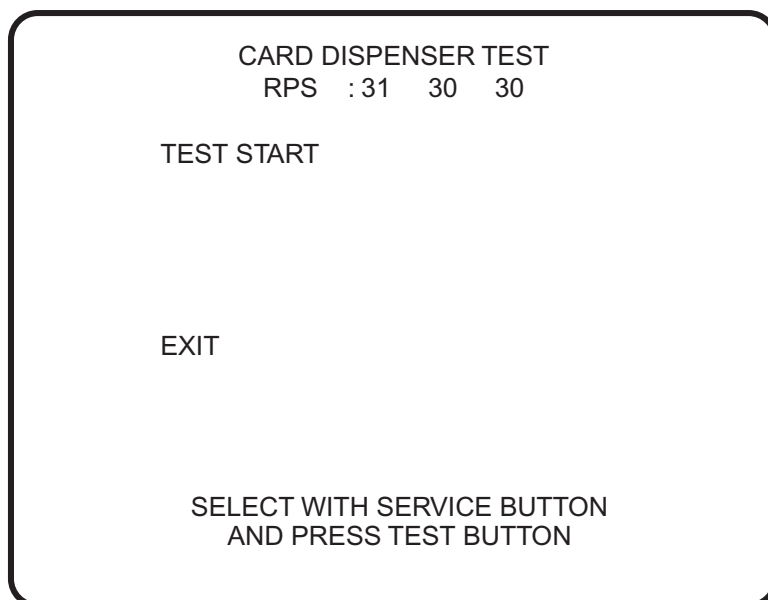 CARD DISPENSER TEST
RPS : 31 30 30
TEST START
EXIT
SELECT WITH SERVICE BUTTON
AND PRESS TEST BUTTON